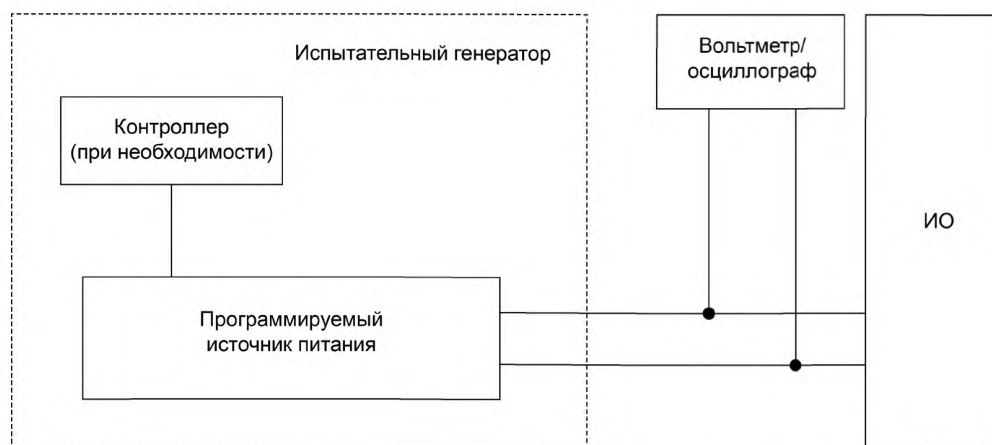 Испытательный генератор
Вольтметр/
осциллограф
Контроллер
(при необходимости)
ИО
Программируемый
источник питания